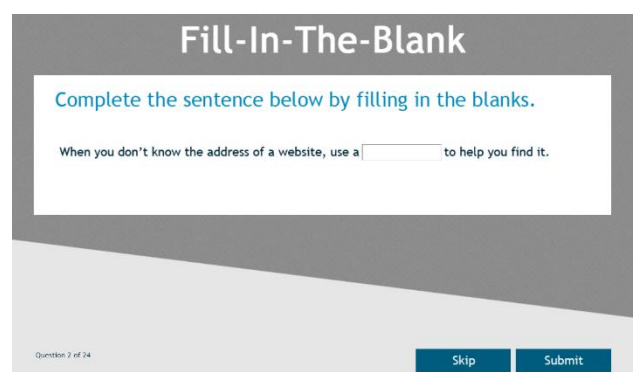 Fill-In-The-Blank
Complete the sentence below by filling in the blanks.
When you don't know the address of a website, use a to help you find it.
Question 2 of 24
Skip Submit